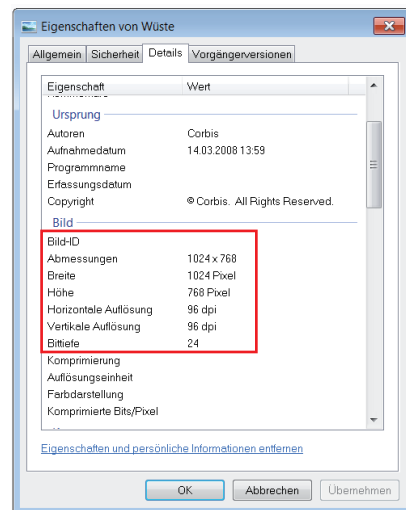 Eigenschaften von Wüste
Allgemein Sicherheit Details Vorgängerversionen
Eigenschaft Wert
Ursprung
Autoren Corbis
Aufnahmedatum 14.03.2008 13:59
Programmname
Erfassungsdatum
Copyright © Corbis. All Rights Reserved.
Bild
Bild-ID
Abmessungen 1024 x 768
Breite 1024 Pixel
Höhe 768 Pixel
Horizontale Auflösung 96 dpi
Vertikale Auflösung 96 dpi
Bittiefe 24
Komprimierung
Auflösungseinheit
Farbdarstellung
Komprimierte Bits/Pixel
Eigenschaften und persönliche Informationen entfernen
OK Abbrechen Übernehmen